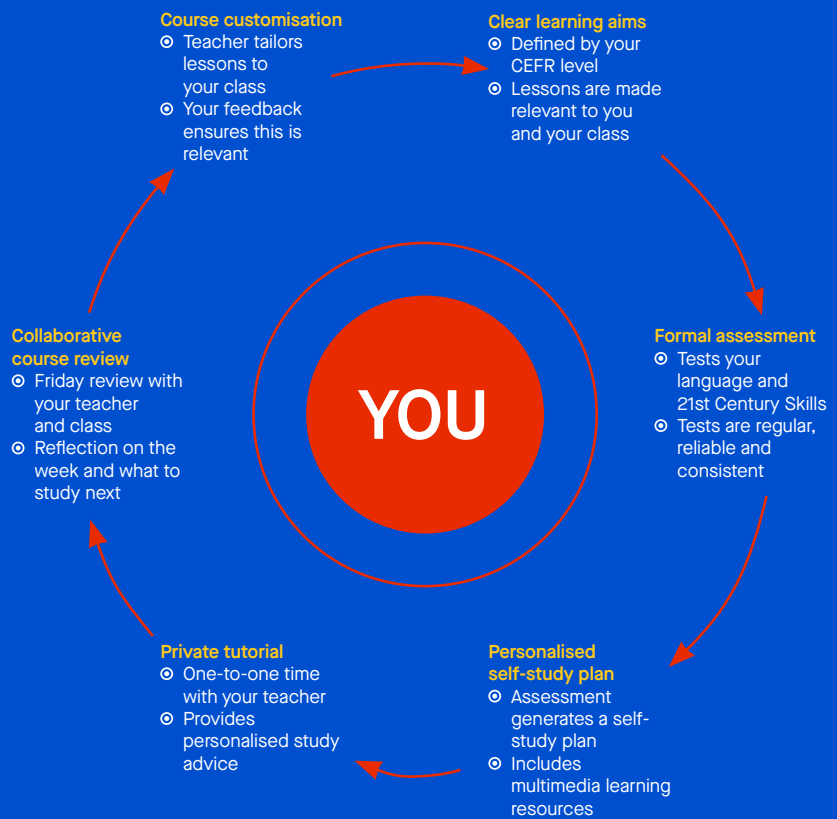 Course customisation
Teacher tailors
lessons to
your class
Your feedback
ensures this is
relevant
Clear learning aims
Defined by your
CEFR level
Lessons are made
relevant to you
and your class
Formal assessment
Tests your
language and
21st Century Skills
Tests are regular,
reliable and
consistent
Personalised
self-study plan
Assessment
generates a self-
study plan
Includes
multimedia learning
resources
Private tutorial
One-to-one time
with your teacher
Provides
personalised study
advice
Collaborative
course review
Friday review with
your teacher
and class
Reflection on the
week and what to
study next
YOU